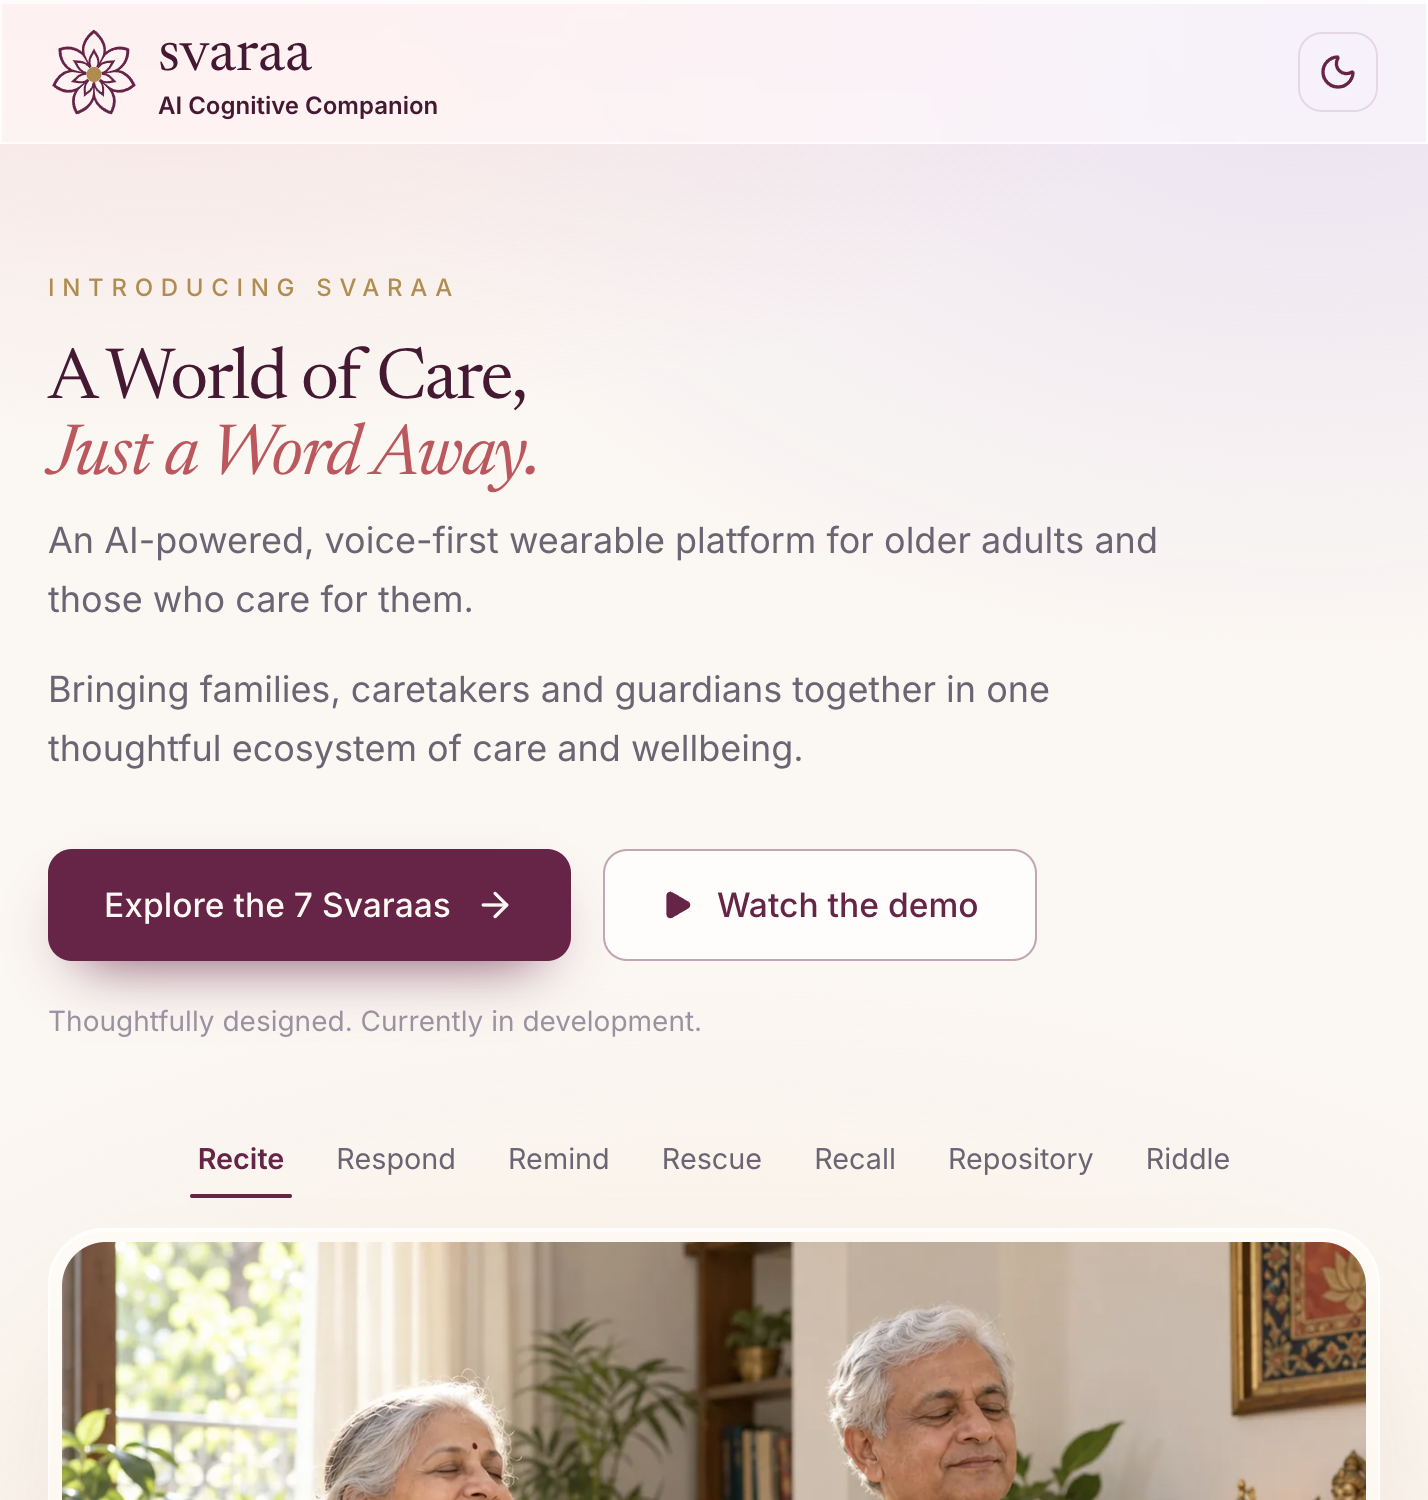 svaraa
AI Cognitive Companion
INTRODUCING SVARAA
A World of Care,
Just a Word Away.
An AI-powered, voice-first wearable platform for older adults and
those who care for them.
Bringing families, caretakers and guardians together in one
thoughtful ecosystem of care and wellbeing.
Explore the 7 Svaraas
Watch the demo
Thoughtfully designed. Currently in development.
Recite Respond Remind Rescue Recall Repository Riddle